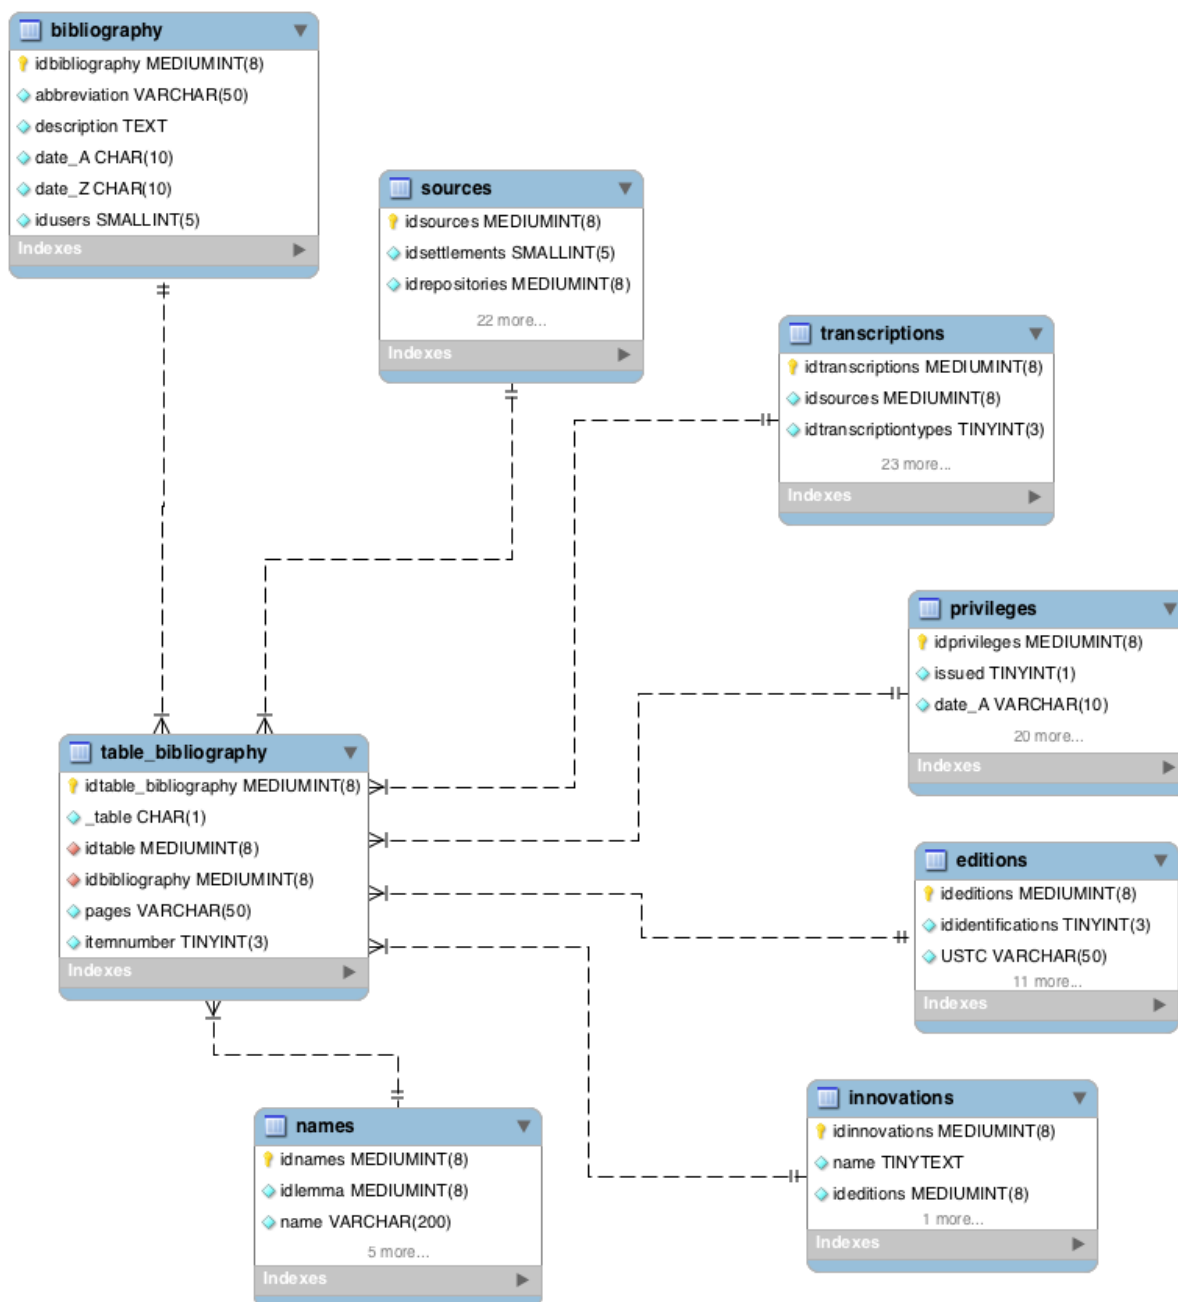 bibliography
idbibliography MEDIUMINT(8)
abbreviation VARCHAR(50)
description TEXT
date_A CHAR(10)
date_Z CHAR(10)
idusers SMALLINT(5)
Indexes
sources
idsources MEDIUMINT(8)
idsettlements SMALLINT(5)
idrepositories MEDIUMINT(8)
22 more...
Indexes
transcriptions
idtranscriptions MEDIUMINT(8)
idsources MEDIUMINT(8)
idtranscriptiontypes TINYINT(3)
23 more...
Indexes
privileges
idprivileges MEDIUMINT(8)
issued TINYINT(1)
date_A VARCHAR(10)
20 more...
Indexes
table_bibliography
idtable_bibliography MEDIUMINT(8)
_table CHAR(1)
idtable MEDIUMINT(8)
idbibliography MEDIUMINT(8)
pages VARCHAR(50)
itemnumber TINYINT(3)
Indexes
editions
ideditions MEDIUMINT(8)
ididentifications TINYINT(3)
USTC VARCHAR(50)
11 more...
Indexes
names
idnames MEDIUMINT(8)
idlemma MEDIUMINT(8)
name VARCHAR(200)
5 more...
Indexes
innovations
idinnovations MEDIUMINT(8)
name TINYTEXT
ideditions MEDIUMINT(8)
1 more...
Indexes